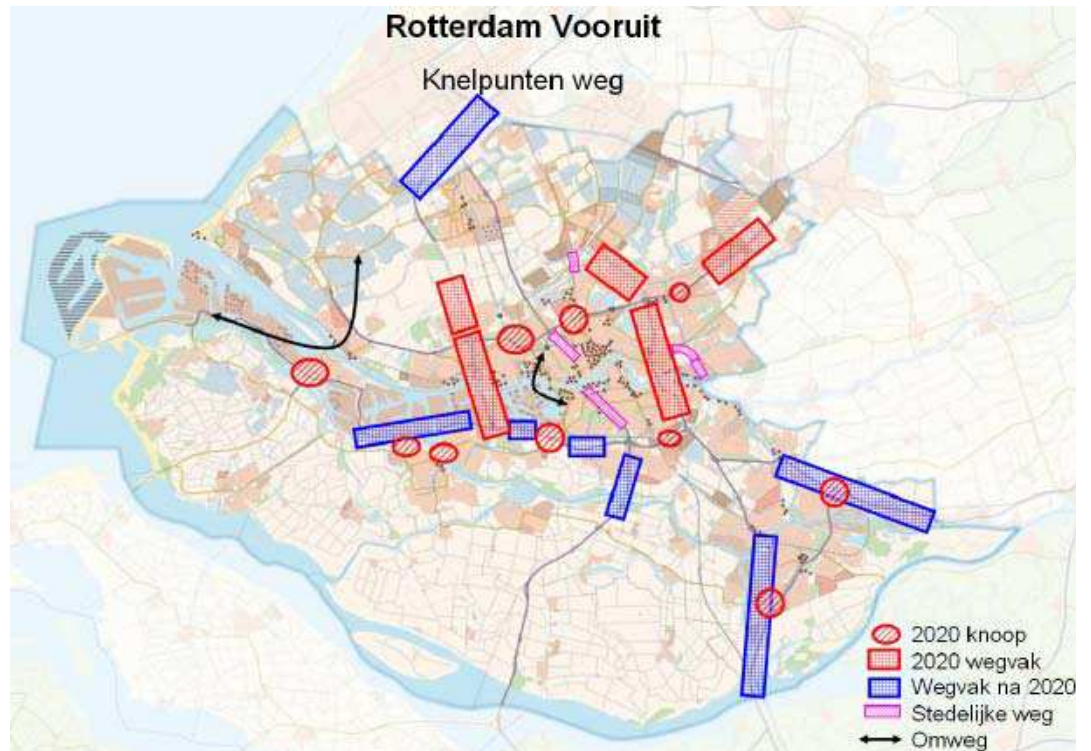 Rotterdam Vooruit
Knelpunten weg
2020 knoop
2020 wegvak
Wegvak na 2020
Stedelijke weg
Omweg